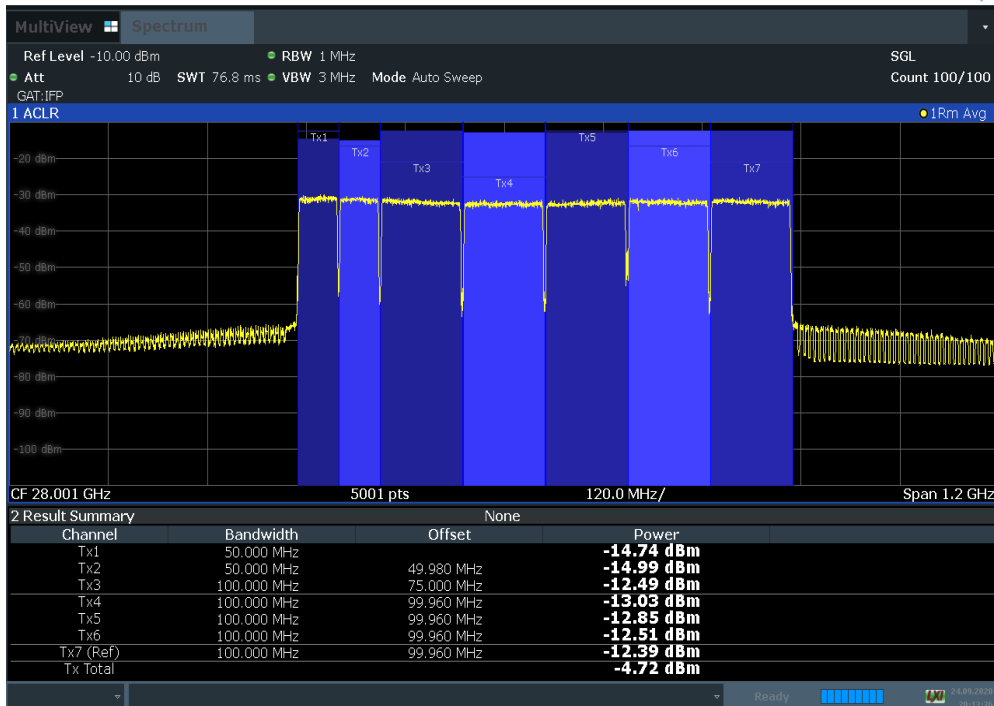 MultiView Spectrum
Ref Level -10.00 dBm RBW 1 MHz SGL
Att 10 dB SWT 76.8 ms VBW 3 MHz Mode Auto Sweep Count 100/100
GAT:IFP
1 ACLR 1Rm Avg
Tx1 Tx5
Tx2 Tx6
-20 dBm
Tx3 Tx7
Tx4
-30 dBm
-40 dBm
-50 dBm
-60 dBm
-70 dBm
-80 dBm
-90 dBm
-100 dBm
CF 28.001 GHz 5001 pts 120.0 MHz/ Span 1.2 GHz
2 Result Summary None
Channel Bandwidth Offset Power
Tx1 50.000 MHz -14.74 dBm
Tx2 50.000 MHz 49.980 MHz -14.99 dBm
Tx3 100.000 MHz 75.000 MHz -12.49 dBm
Tx4 100.000 MHz 99.960 MHz -13.03 dBm
Tx5 100.000 MHz 99.960 MHz -12.85 dBm
Tx6 100.000 MHz 99.960 MHz -12.51 dBm
Tx7 (Ref) 100.000 MHz 99.960 MHz -12.39 dBm
Tx Total -4.72 dBm
Ready LXI 24.09.2020